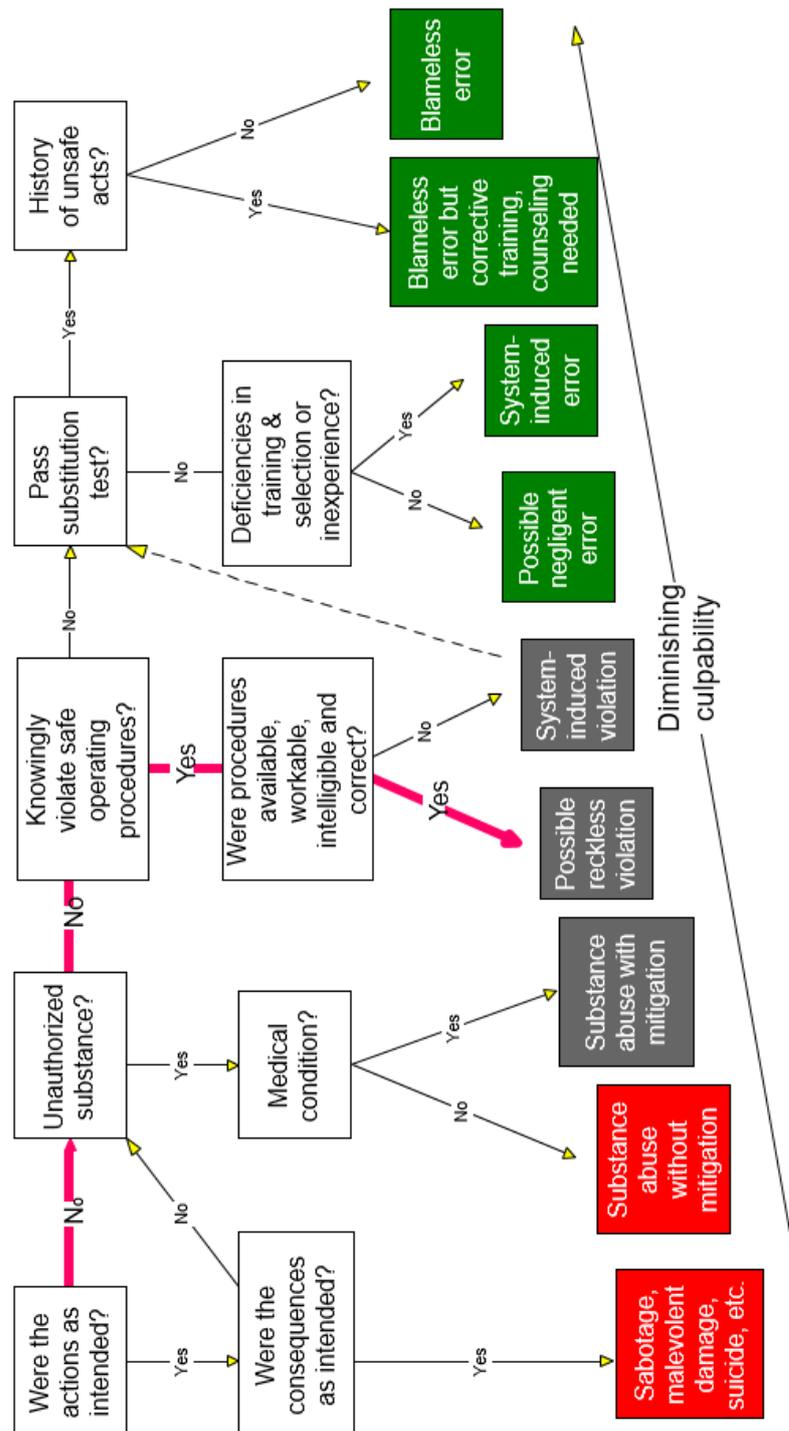 Were the
actions as
intended?
No
Unauthorized
substance?
No
Knowingly
violate safe
operating
procedures?
No
Pass
substitution
test?
Yes
History
of unsafe
acts?
Yes
No
Yes
Yes
No
Yes
No
Were the
consequences
as intended?
Medical
condition?
Were procedures
available,
workable,
intelligible and
correct?
Deficiencies in
training &
selection or
inexperience?
Yes
No
Yes
Yes
No
No
Yes
Sabotage,
malevolent
damage,
suicide, etc.
Substance
abuse
without
mitigation
Substance
abuse with
mitigation
Possible
reckless
violation
System-
induced
violation
Possible
negligent
error
System-
induced
error
Blameless
error but
corrective
training,
counseling
needed
Blameless
error
Diminishing
culpability